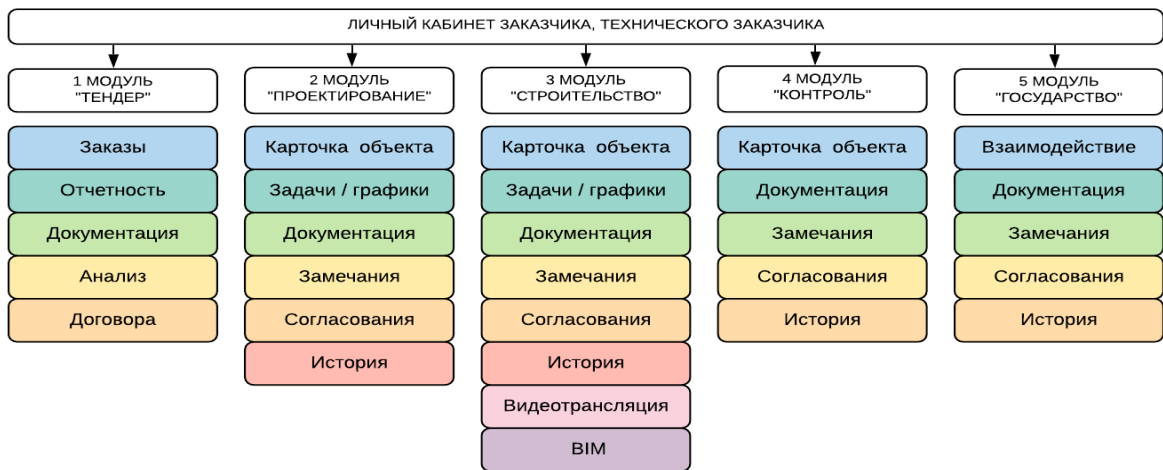 ЛИЧНЫЙ КАБИНЕТ ЗАКАЗЧИКА, ТЕХНИЧЕСКОГО ЗАКАЗЧИКА
1 МОДУЛЬ
"ТЕНДЕР"
Заказы
Отчетность
Документация
Анализ
Договора
2 МОДУЛЬ
"ПРОЕКТИРОВАНИЕ"
Карточка объекта
Задачи / графики
Документация
Замечания
Согласования
История
3 МОДУЛЬ
"СТРОИТЕЛЬСТВО"
Карточка объекта
Задачи / графики
Документация
Замечания
Согласования
История
Видеотрансляция
BIM
4 МОДУЛЬ
"КОНТРОЛЬ"
Карточка объекта
Документация
Замечания
Согласования
История
5 МОДУЛЬ
"ГОСУДАРСТВО"
Взаимодействие
Документация
Замечания
Согласования
История